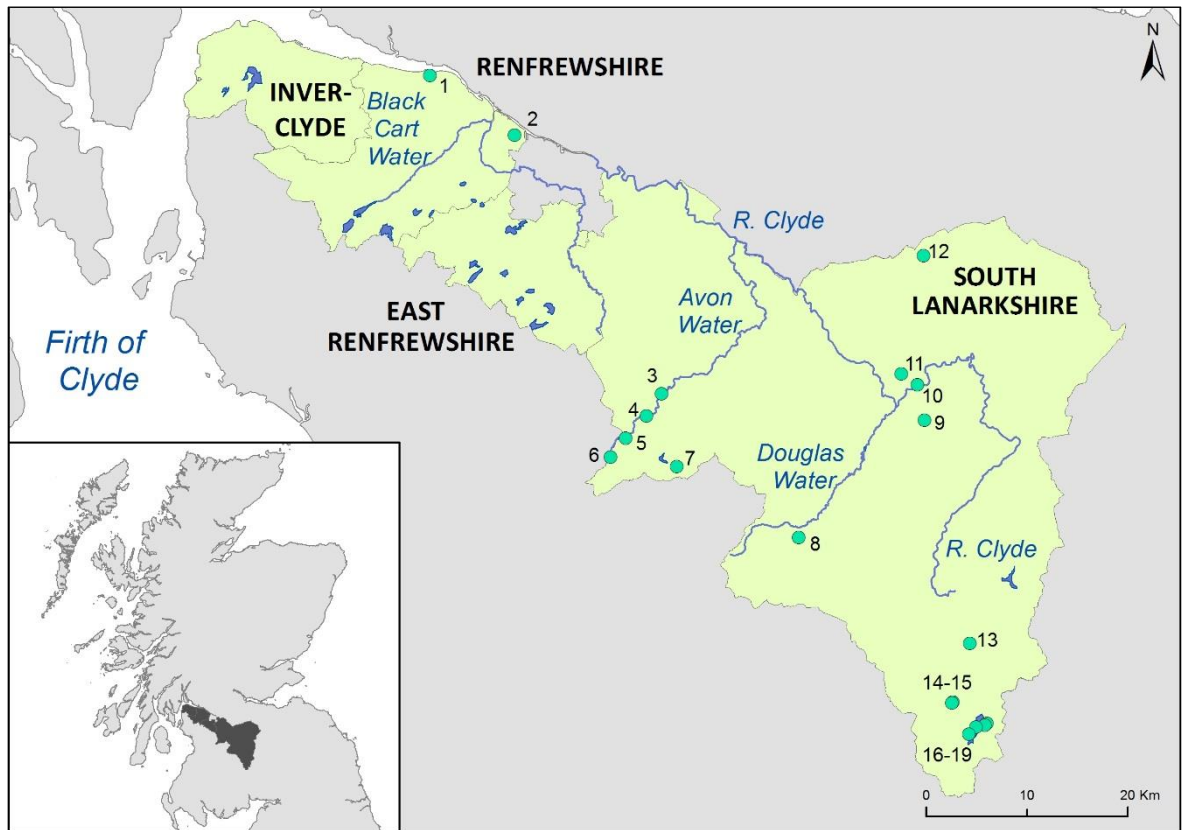 N
RENFREWSHIRE
1
INVER-
CLYDE
Black
Cart
Water
2
R. Clyde
12
SOUTH
LANARKSHIRE
EAST
RENFREWSHIRE
Avon
Water
Firth of
Clyde
3
11
10
4
9
5
6
7
Douglas
Water
8
R. Clyde
13
14-15
16-19
0 10 20 Km